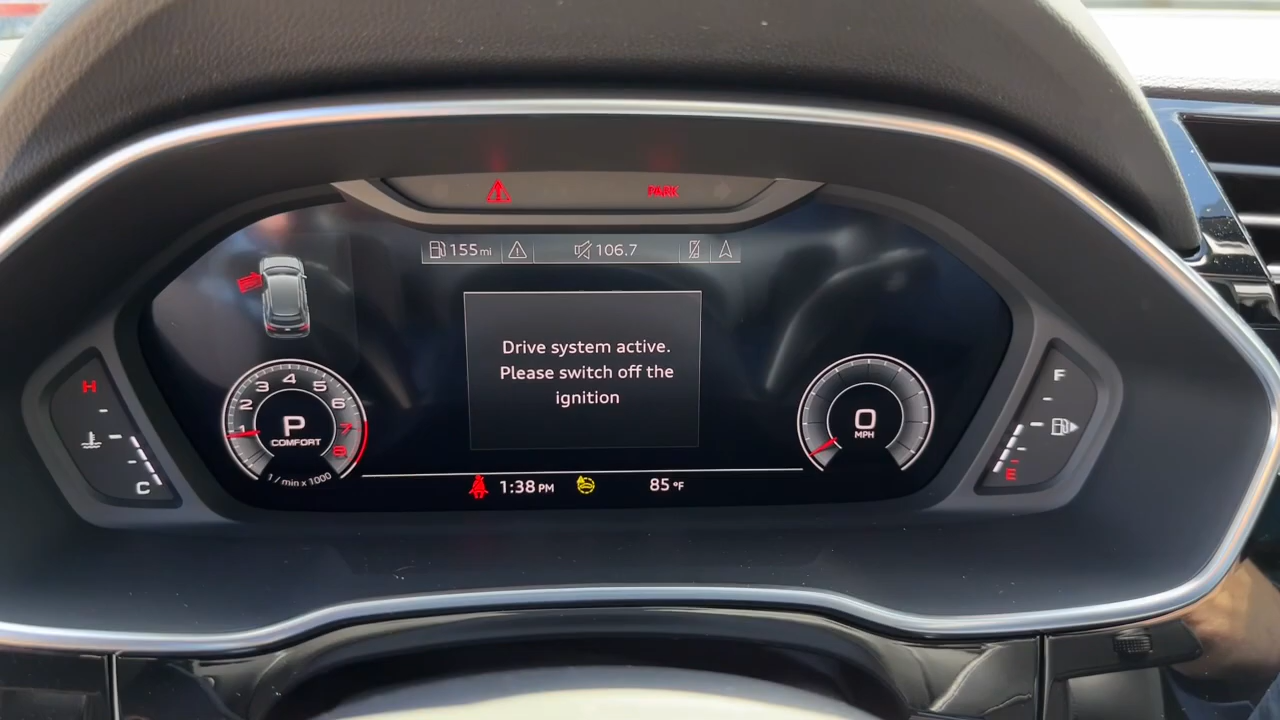 PARK
155 mi
106.7
Drive system active.
Please switch off the
ignition
H
C
1
2
3
4
5
6
7
8
P
COMFORT
1 / min x 1000
0
MPH
F
E
1:38 PM
85 °F